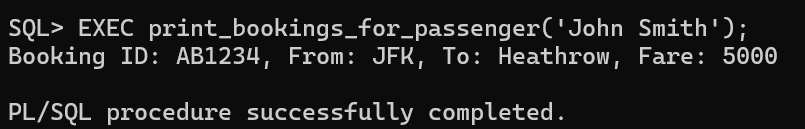 SQL> EXEC print_bookings_for_passenger('John Smith');
Booking ID: AB1234, From: JFK, To: Heathrow, Fare: 5000
PL/SQL procedure successfully completed.